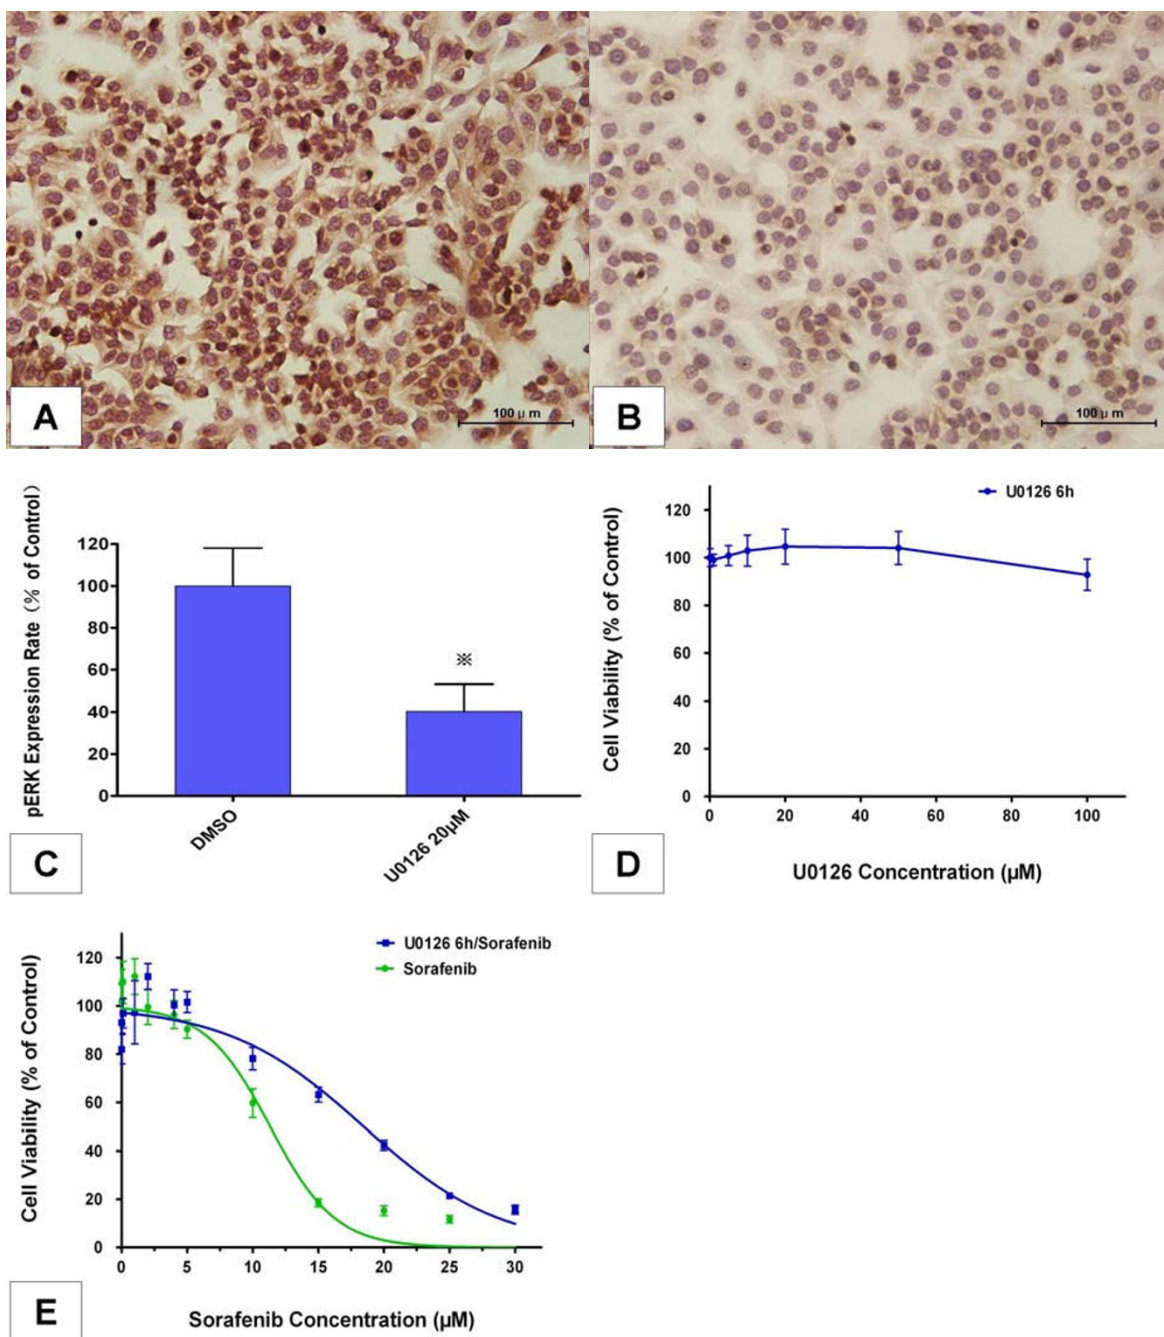 100 μ m
100 μ m
A
B
pERK Expression Rate (% of Control)
120
100
80
60
40
20
0
※
DMSO
U0126 20μM
C
Cell Viability (% of Control)
120
100
80
60
40
20
0
U0126 6h
0
20
40
60
80
100
U0126 Concentration (μM)
D
Cell Viability (% of Control)
120
100
80
60
40
20
0
U0126 6h/Sorafenib
Sorafenib
0
5
10
15
20
25
30
Sorafenib Concentration (μM)
E